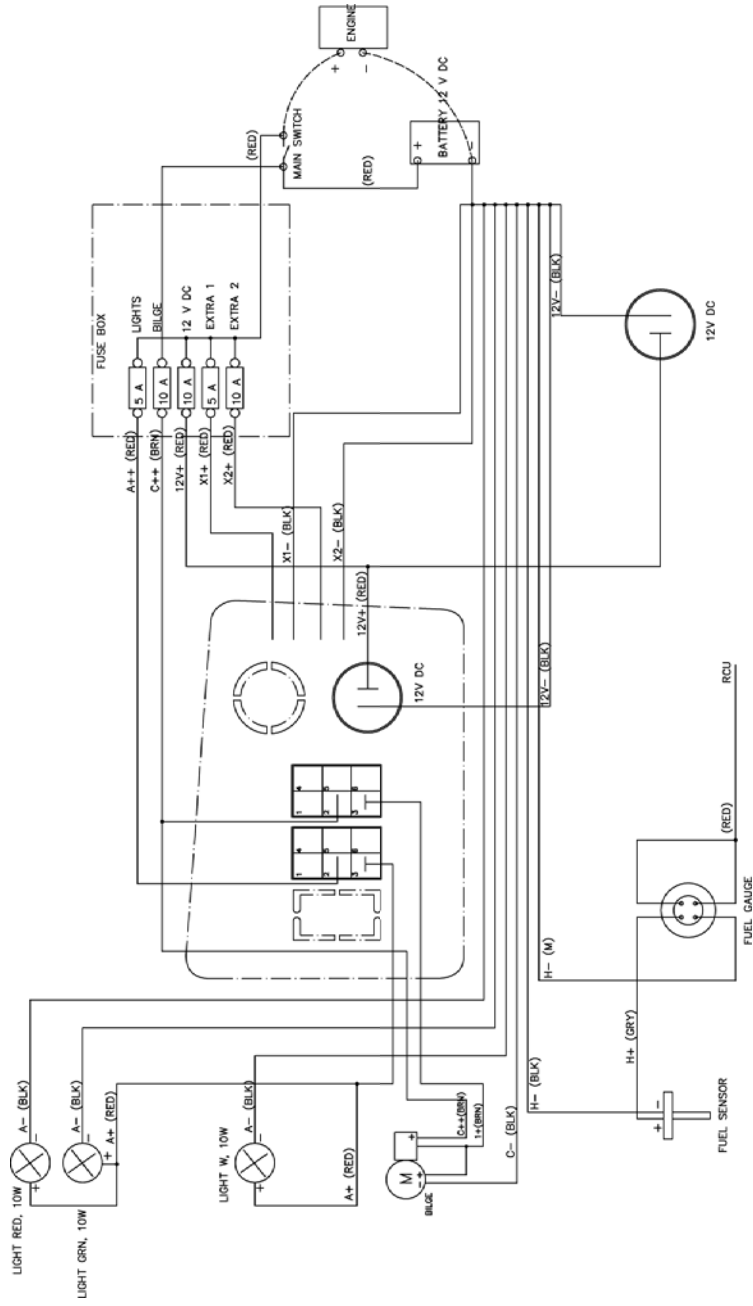 ENGINE
+
−
MAIN SWITCH
(RED)
(RED)
BATTERY 12 V DC
+
−
FUSE BOX
LIGHTS
BILGE
12 V DC
EXTRA 1
EXTRA 2
5 A
10 A
10 A
5 A
10 A
A++ (RED)
C++ (BRN)
12V+ (RED)
X1+ (RED)
X2+ (RED)
X1− (BLK)
X2− (BLK)
12V− (BLK)
12V DC
12V+ (RED)
12V DC
12V− (BLK)
1 4
2 5
3 6
1 4
2 5
3 6
RCU
(RED)
FUEL GAUGE
H− (M)
H+ (GRY)
H− (BLK)
+ −
FUEL SENSOR
A− (BLK)
− +
LIGHT RED, 10W
A− (BLK)
− +
A+ (RED)
LIGHT GRN, 10W
A− (BLK)
− +
LIGHT W, 10W
A+ (RED)
C++(BRN)
1+(BRN)
+
M
− +
BILGE
C− (BLK)